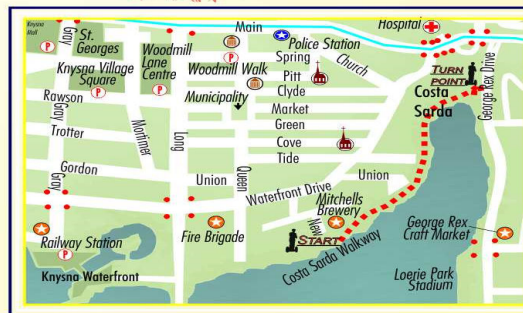 Knysna
Mall
Gray
St.
Georges
P
Main
Hospital
Police Station
Woodmill
Lane
Centre
Woodmill Walk
Spring
Church
Knysna Village
Square
P
P
P
Pitt
Clyde
TURN
POINT
Costa
Sarda
George Rex Drive
Rawson
Municipality
Market
Gray
Trotter
Mortimer
Long
Green
Cove
Tide
Gordon
Union
Queen
Union
Gray
Waterfront Drive
Mitchells
Brewery
New
Railway Station
P
Fire Brigade
START
Costa Sarda Walkway
George Rex
Craft Market
Knysna Waterfront
Loerie Park
Stadium